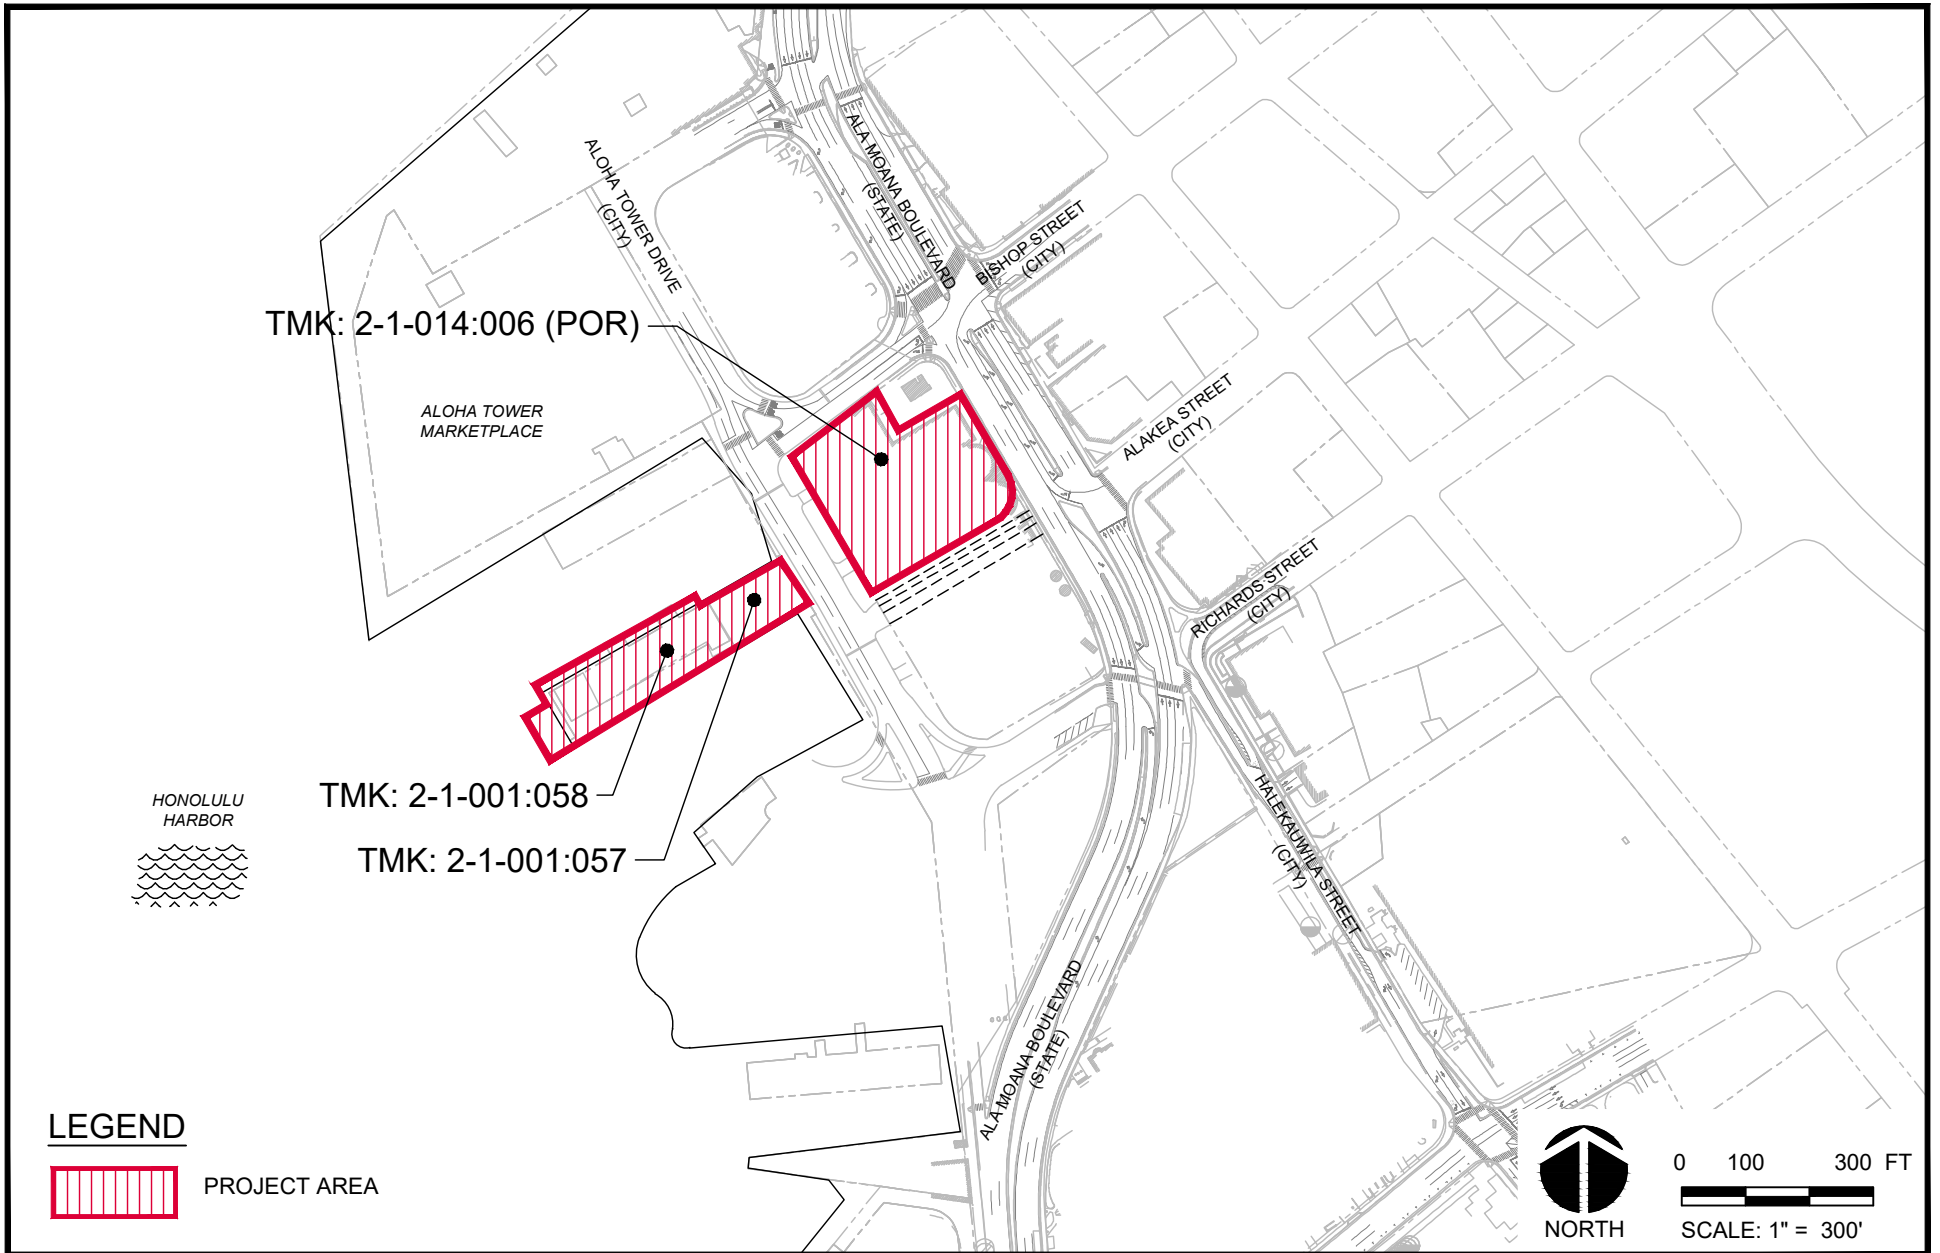 ALA MOANA BOULEVARD
(STATE)
ALOHA TOWER DRIVE
(CITY)
BISHOP STREET
(CITY)
TMK: 2-1-014:006 (POR)
ALOHA TOWER
MARKETPLACE
ALAKEA STREET
(CITY)
RICHARDS STREET
(CITY)
HONOLULU
HARBOR
TMK: 2-1-001:058
TMK: 2-1-001:057
HALEKAUWILA STREET
(CITY)
ALA MOANA BOULEVARD
(STATE)
LEGEND
PROJECT AREA
NORTH
0 100 300 FT
SCALE: 1" = 300'